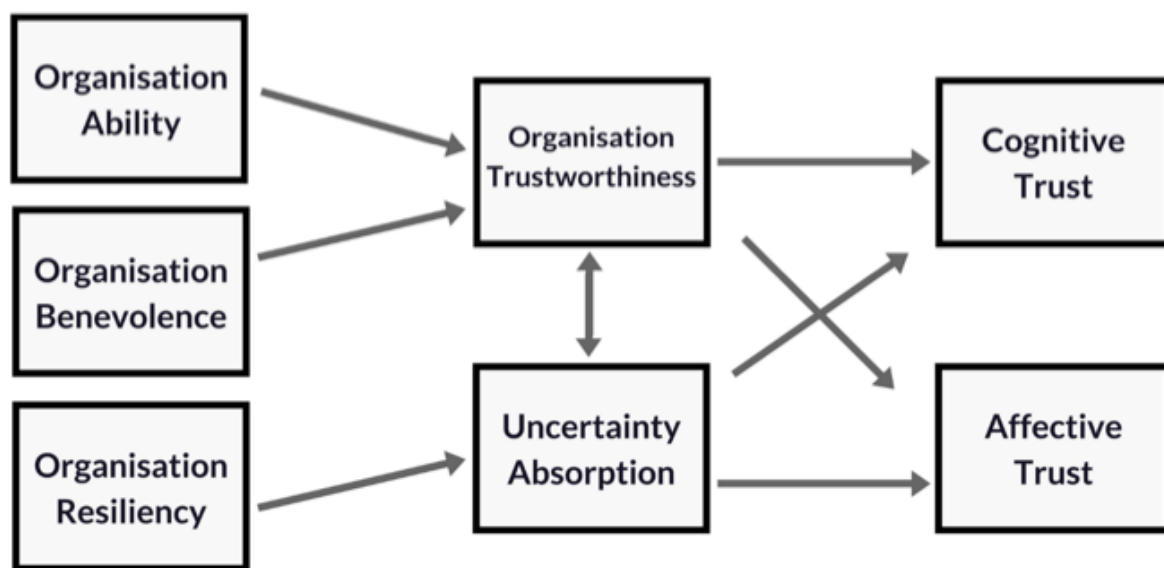 Organisation
Ability
Organisation
Benevolence
Organisation
Resiliency
Organisation
Trustworthiness
Uncertainty
Absorption
Cognitive
Trust
Affective
Trust